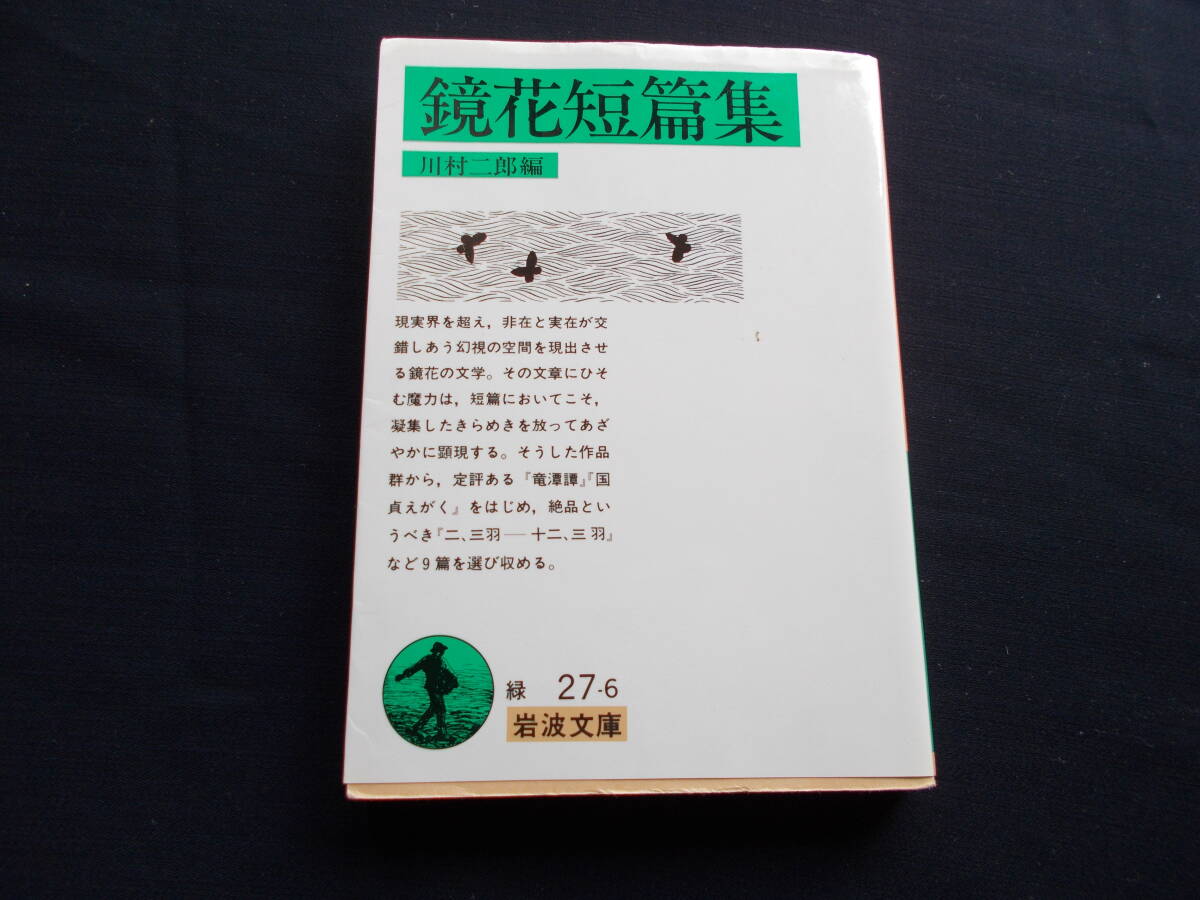 鏡花短篇集
川村二郎編
現実界を超え，非在と実在が交
錯しあう幻視の空間を現出させ
る鏡花の文学。その文章にひそ
む魔力は，短篇においてこそ，
凝集したきらめきを放ってあざ
やかに顕現する。そうした作品
群から，定評ある『竜潭譚』『国
貞えがく』をはじめ，絶品とい
うべき『二、三羽――十二、三羽』
など9篇を選び収める。
緑 27-6
岩波文庫